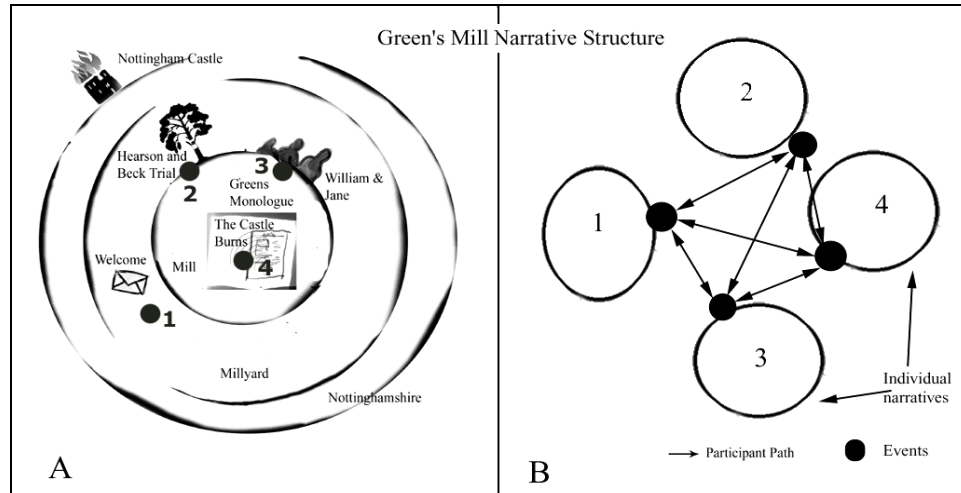 Green's Mill Narrative Structure
Nottingham Castle
Hearson and
Beck Trial
2
3
Greens
Monologue
William &
Jane
The Castle
Burns
4
Welcome
Mill
1
Millyard
Nottinghamshire
A
2
1
4
3
Individual
narratives
B
Participant Path
Events